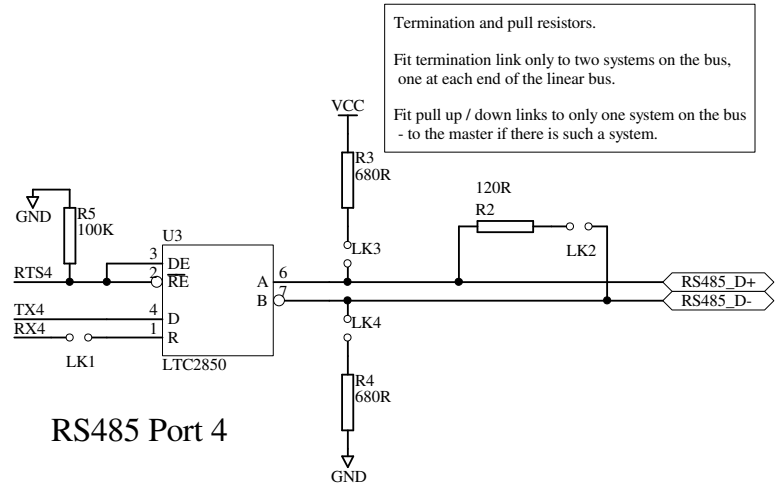 Termination and pull resistors.
Fit termination link only to two systems on the bus,
one at each end of the linear bus.
Fit pull up / down links to only one system on the bus
- to the master if there is such a system.
VCC
R3
680R
120R
R2
GND
R5
100K
U3
LK3
LK2
3
DE
RTS4
2
RE
A
6
RS485_D+
B
7
RS485_D-
TX4
4
D
LK4
RX4
1
R
LK1
LTC2850
R4
680R
RS485 Port 4
GND